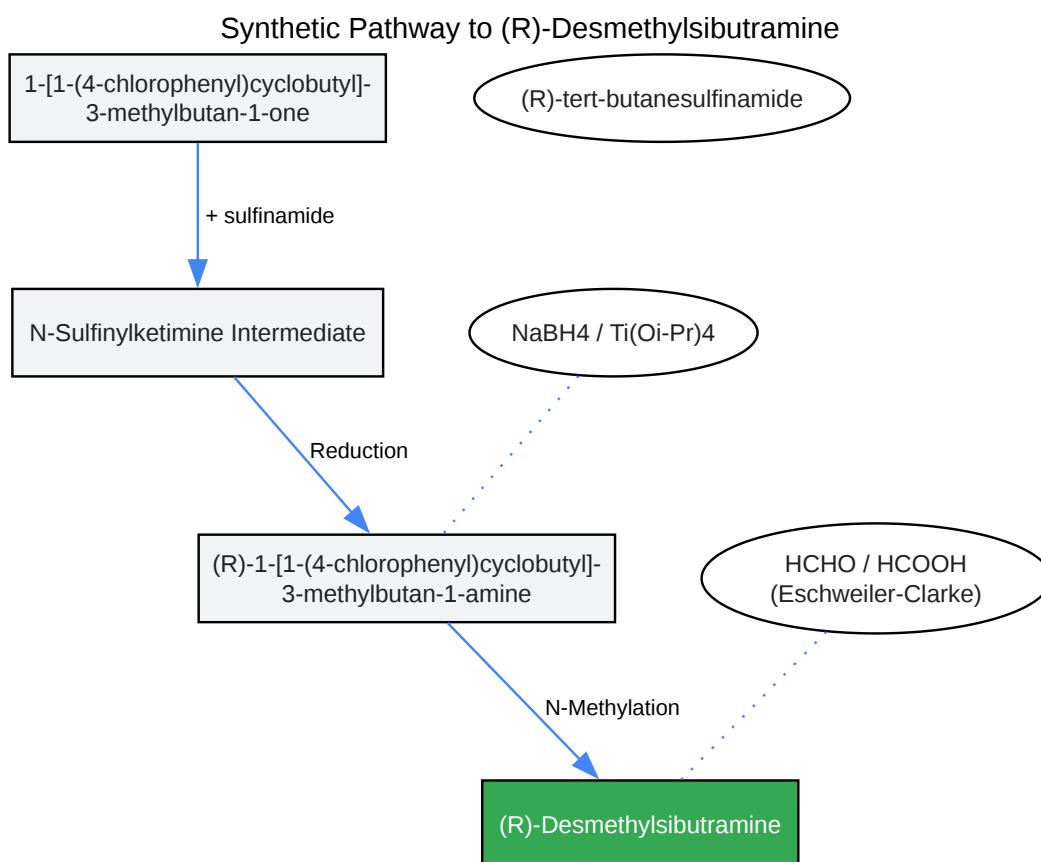 Synthetic Pathway to (R)-Desmethylsibutramine
1-[1-(4-chlorophenyl)cyclobutyl]-
3-methylbutan-1-one
(R)-tert-butanesulfinamide
+ sulfinamide
N-Sulfinylketimine Intermediate
NaBH4 / Ti(Oi-Pr)4
Reduction
(R)-1-[1-(4-chlorophenyl)cyclobutyl]-
3-methylbutan-1-amine
HCHO / HCOOH
(Eschweiler-Clarke)
N-Methylation
(R)-Desmethylsibutramine